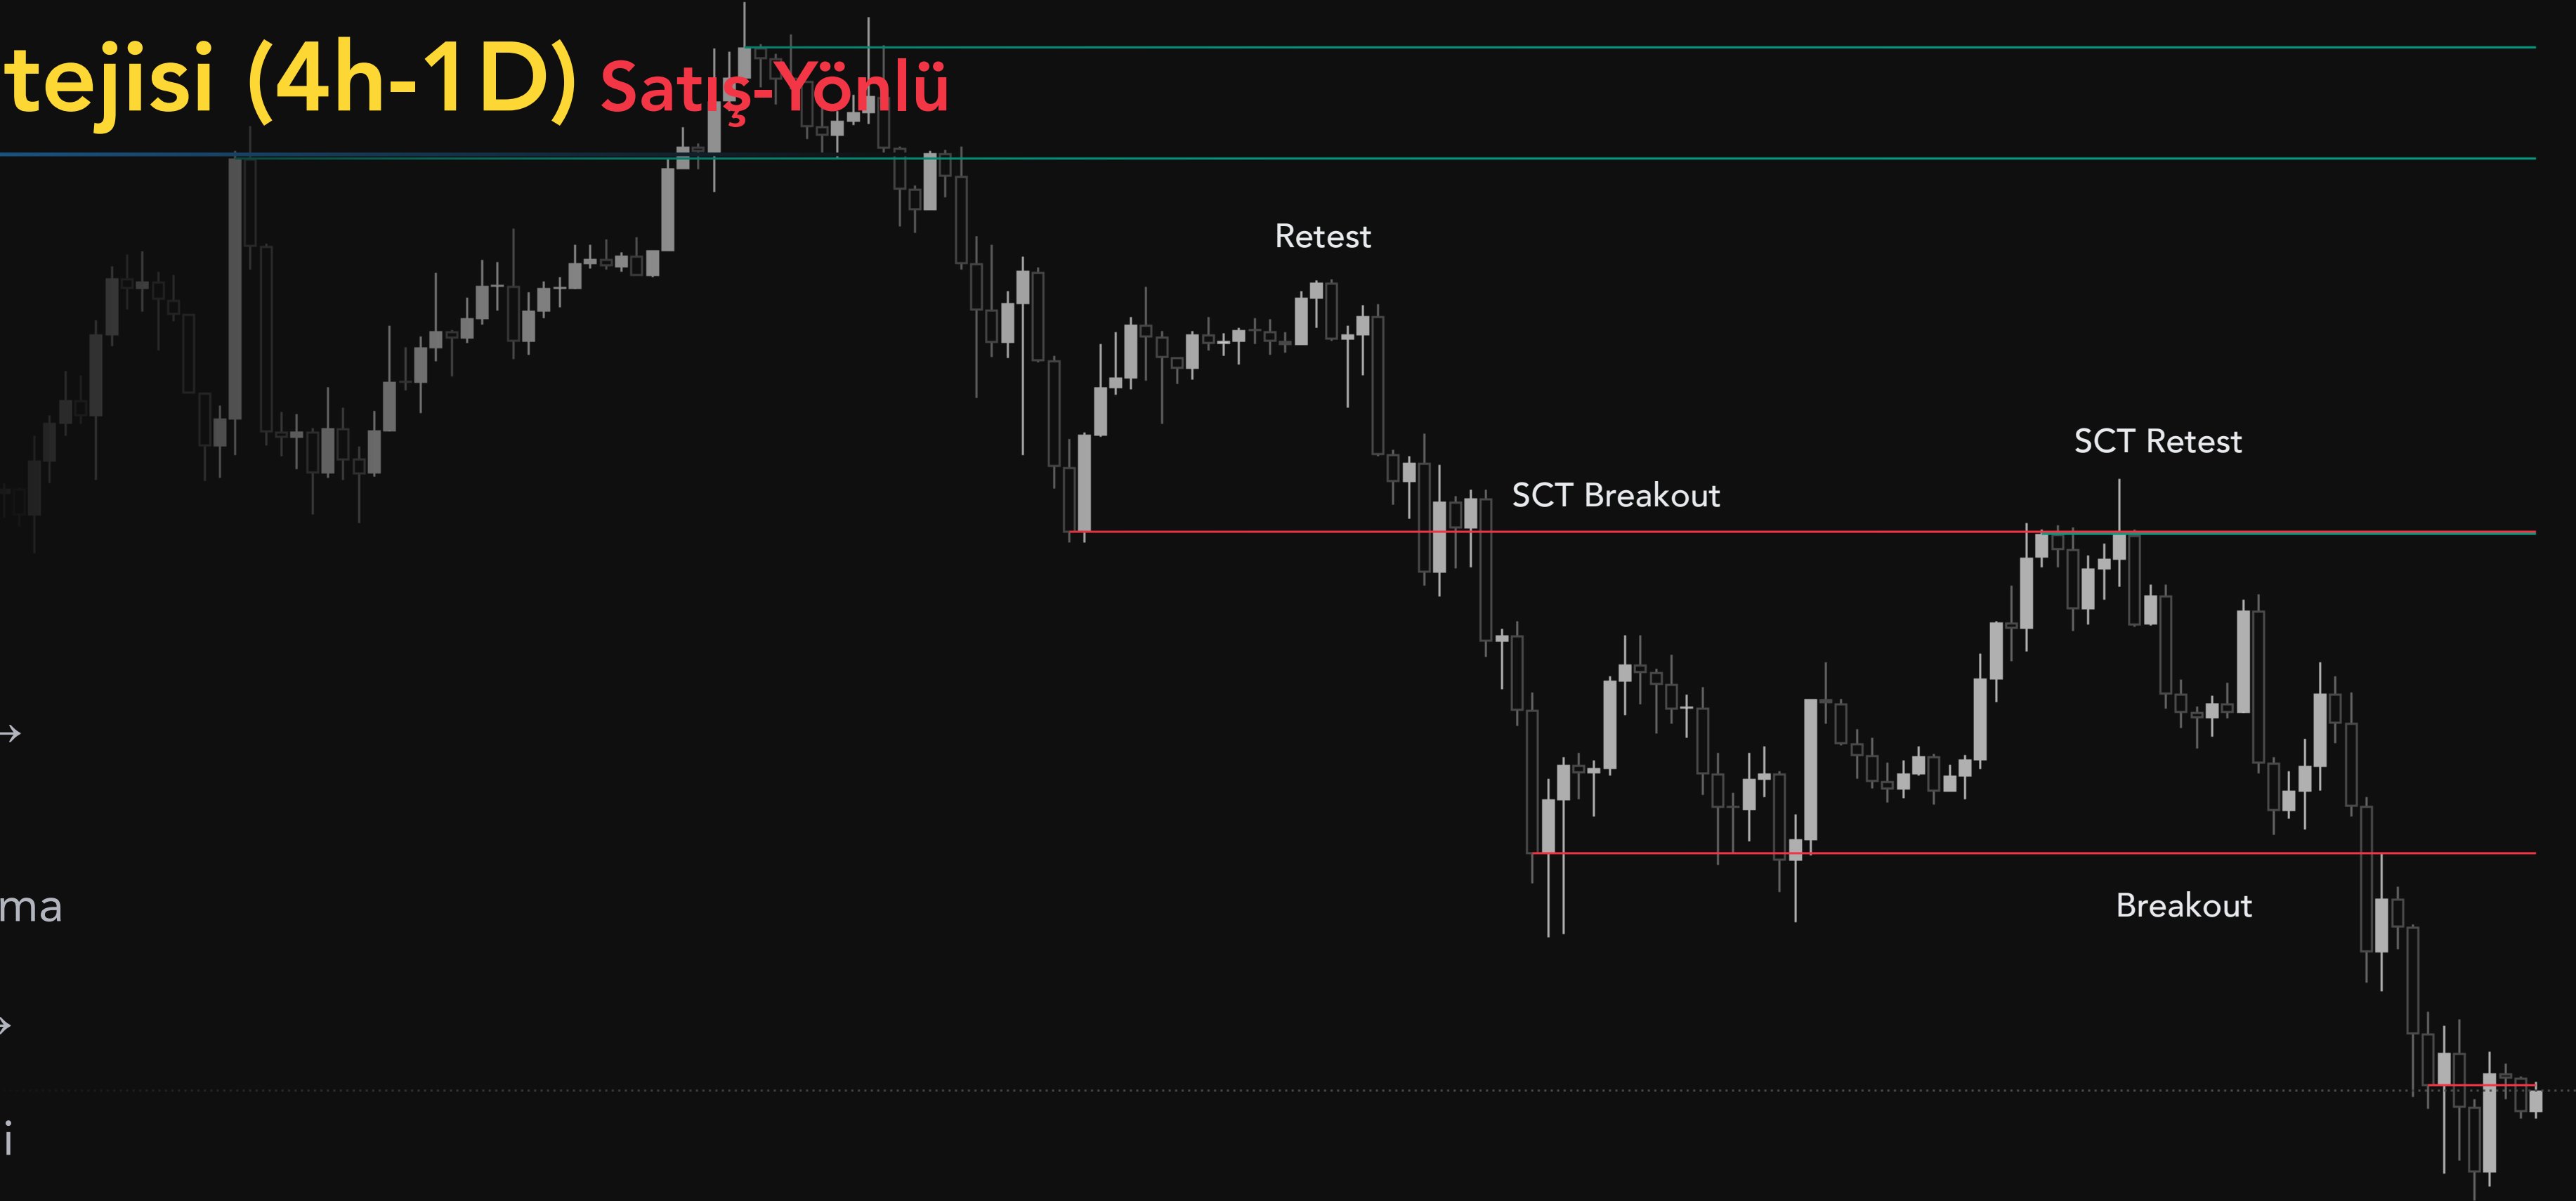 tejisi (4h-1D) Satış-Yönlü
Retest
SCT Retest
SCT Breakout
→
ma
Breakout
→
i